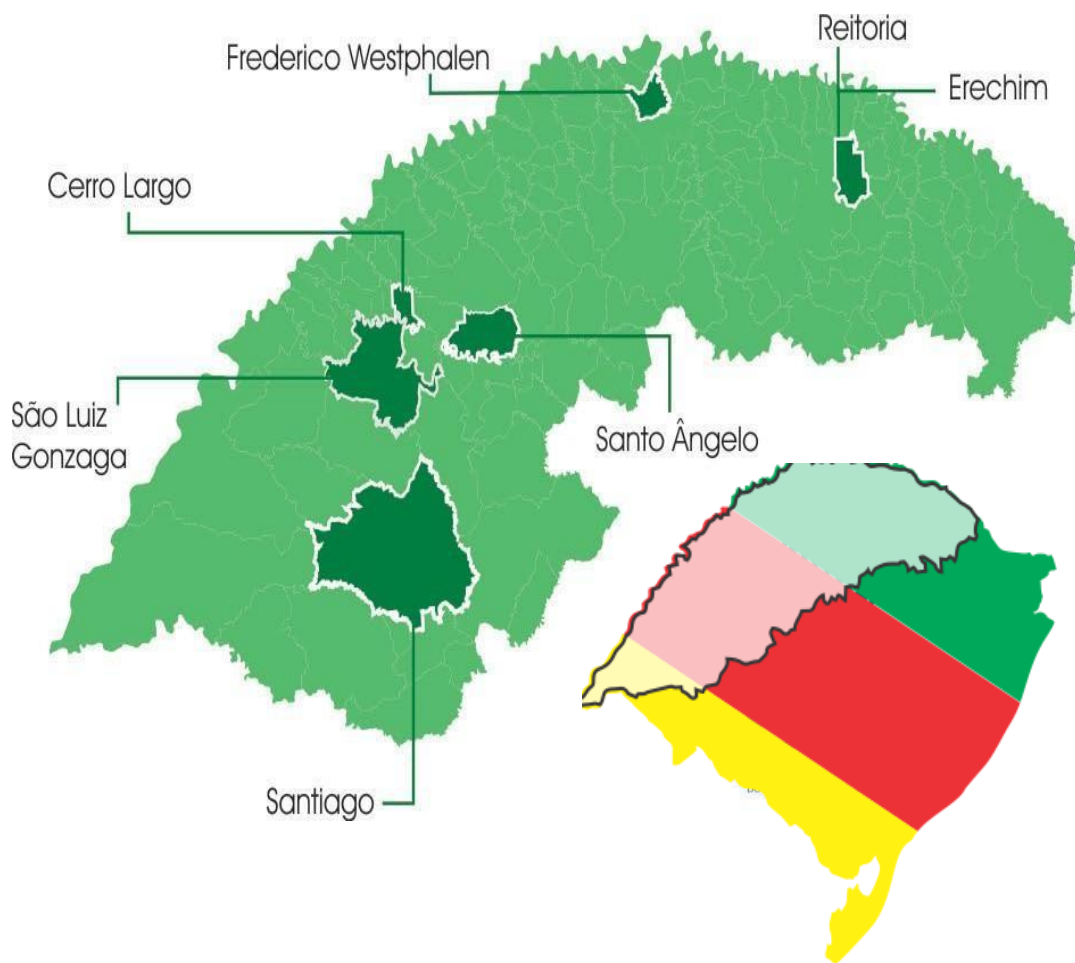 Reitoria
Frederico Westphalen
Erechim
Cerro Largo
São Luiz
Gonzaga
Santo Ângelo
Santiago